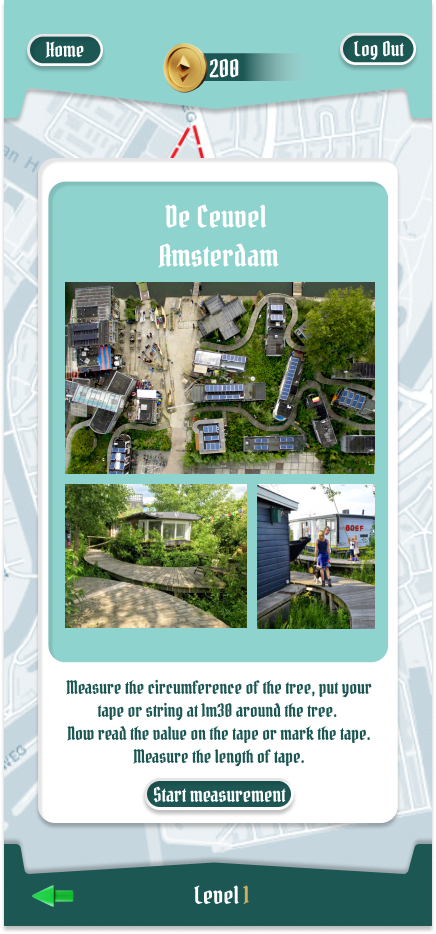 Home
200
Log Out
De Ceuvel
Amsterdam
BOEF
Measure the circumference of the tree, put your
tape or string at 1m30 around the tree.
Now read the value on the tape or mark the tape.
Measure the length of tape.
Start measurement
WEG
Level 1